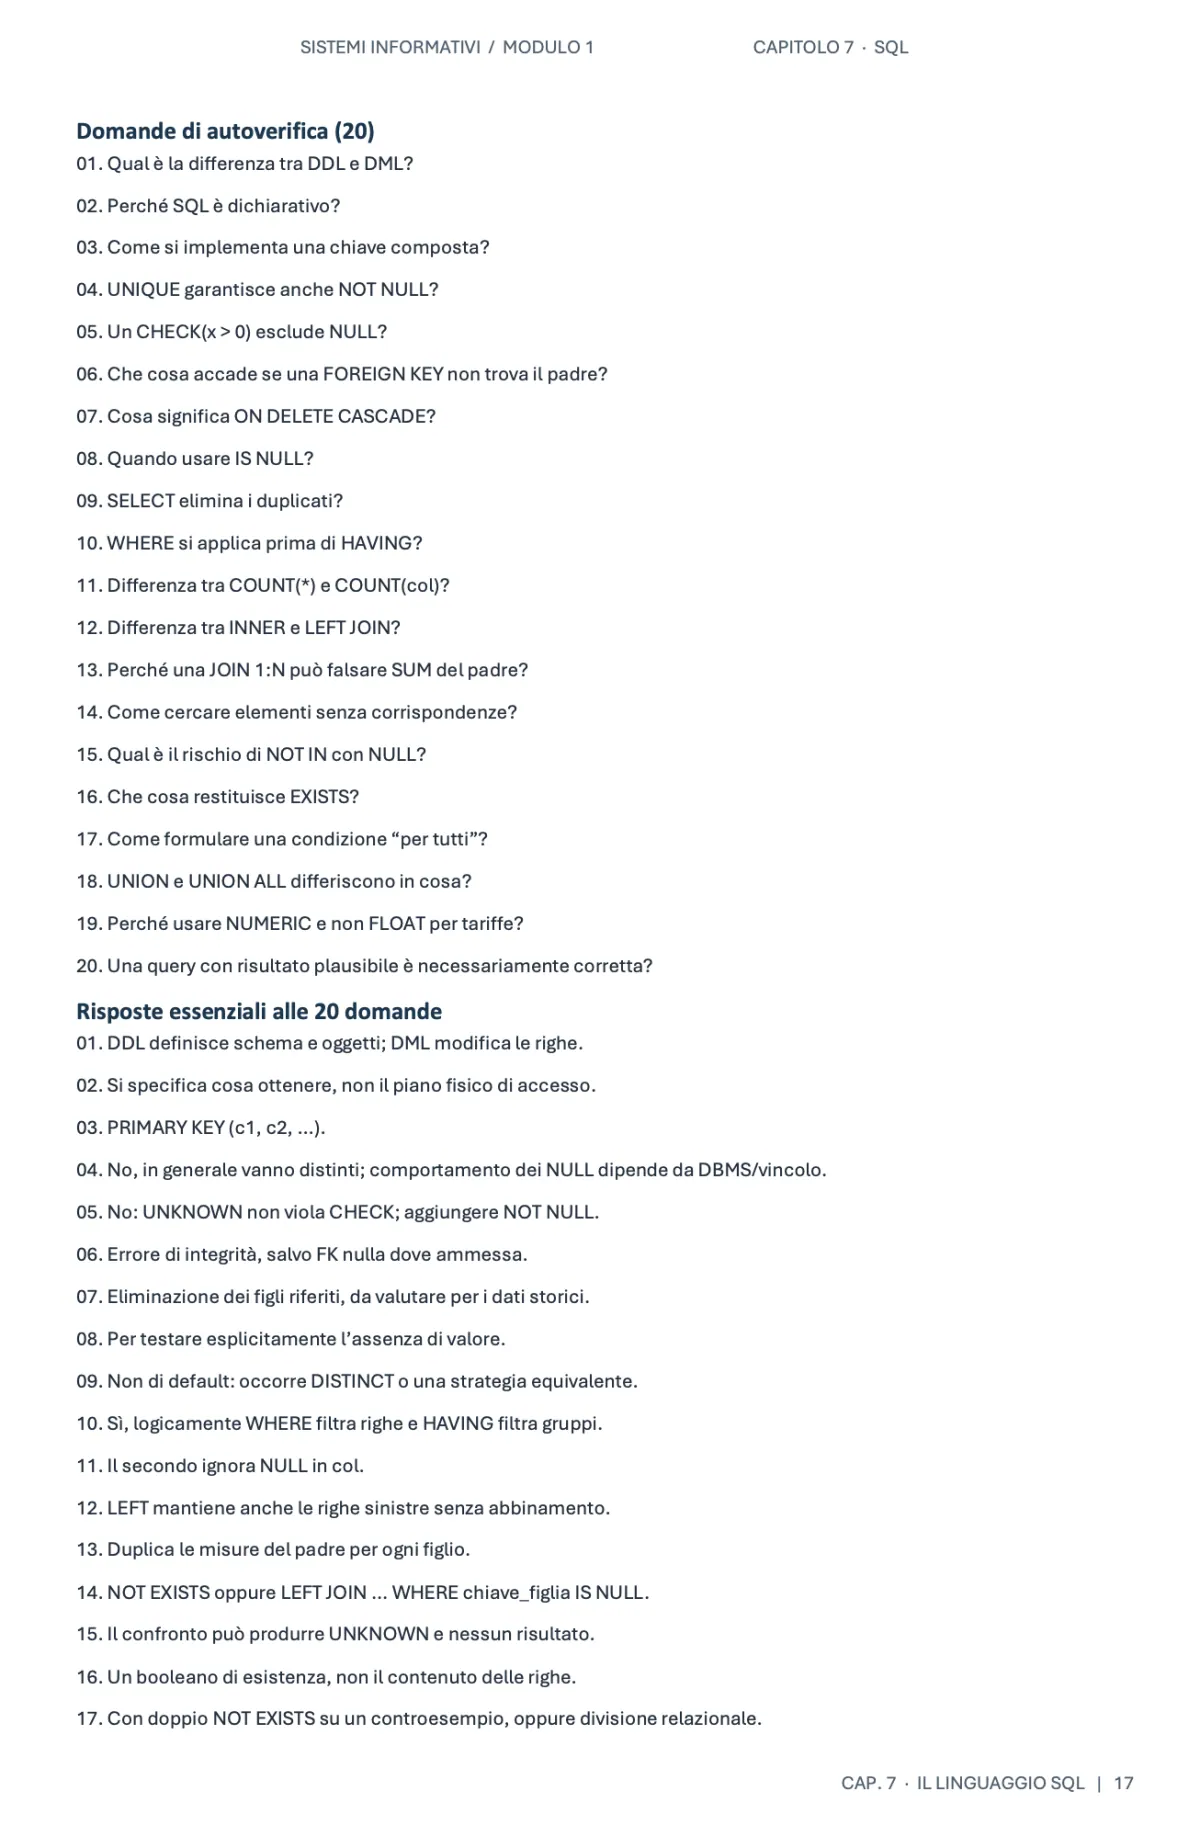 SISTEMI INFORMATIVI / MODULO 1 CAPITOLO 7 · SQL
Domande di autoverifica (20)
01. Qual è la differenza tra DDL e DML?
02. Perché SQL è dichiarativo?
03. Come si implementa una chiave composta?
04. UNIQUE garantisce anche NOT NULL?
05. Un CHECK(x > 0) esclude NULL?
06. Che cosa accade se una FOREIGN KEY non trova il padre?
07. Cosa significa ON DELETE CASCADE?
08. Quando usare IS NULL?
09. SELECT elimina i duplicati?
10. WHERE si applica prima di HAVING?
11. Differenza tra COUNT(*) e COUNT(col)?
12. Differenza tra INNER e LEFT JOIN?
13. Perché una JOIN 1:N può falsare SUM del padre?
14. Come cercare elementi senza corrispondenze?
15. Qual è il rischio di NOT IN con NULL?
16. Che cosa restituisce EXISTS?
17. Come formulare una condizione “per tutti”?
18. UNION e UNION ALL differiscono in cosa?
19. Perché usare NUMERIC e non FLOAT per tariffe?
20. Una query con risultato plausibile è necessariamente corretta?
Risposte essenziali alle 20 domande
01. DDL definisce schema e oggetti; DML modifica le righe.
02. Si specifica cosa ottenere, non il piano fisico di accesso.
03. PRIMARY KEY (c1, c2, ...).
04. No, in generale vanno distinti; comportamento dei NULL dipende da DBMS/vincolo.
05. No: UNKNOWN non viola CHECK; aggiungere NOT NULL.
06. Errore di integrità, salvo FK nulla dove ammessa.
07. Eliminazione dei figli riferiti, da valutare per i dati storici.
08. Per testare esplicitamente l’assenza di valore.
09. Non di default: occorre DISTINCT o una strategia equivalente.
10. Sì, logicamente WHERE filtra righe e HAVING filtra gruppi.
11. Il secondo ignora NULL in col.
12. LEFT mantiene anche le righe sinistre senza abbinamento.
13. Duplica le misure del padre per ogni figlio.
14. NOT EXISTS oppure LEFT JOIN ... WHERE chiave_figlia IS NULL.
15. Il confronto può produrre UNKNOWN e nessun risultato.
16. Un booleano di esistenza, non il contenuto delle righe.
17. Con doppio NOT EXISTS su un controesempio, oppure divisione relazionale.
CAP. 7 · IL LINGUAGGIO SQL | 17